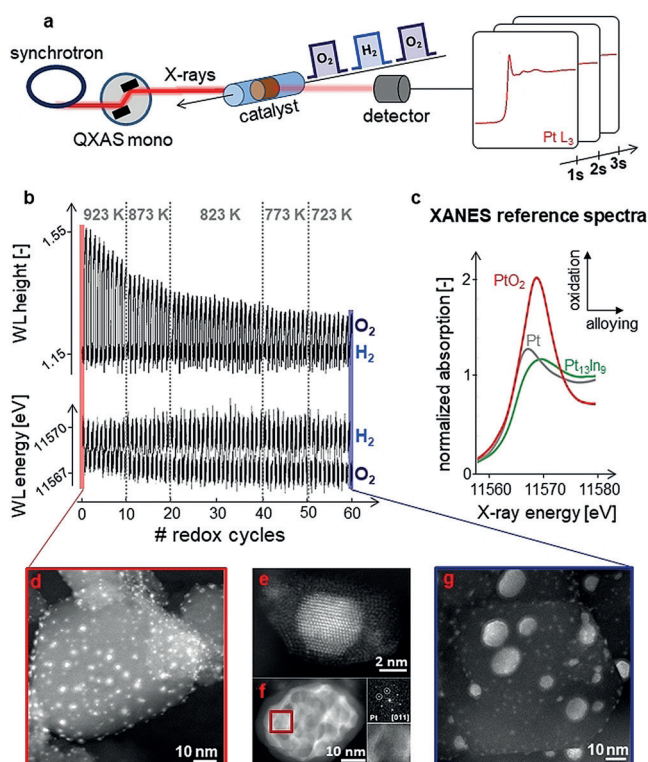 a
synchrotron
QXAS mono
X-rays
catalyst
O₂
H₂
O₂
detector
Pt L₃
1s
2s
3s
b
923 K
873 K
823 K
773 K
723 K
WL height [-]
1.55
1.15
O₂
H₂
WL energy [eV]
11570
11567
H₂
O₂
0
10
20
30
40
50
60
# redox cycles
c
XANES reference spectra
normalized absorption [-]
2
1
0
PtO₂
Pt
Pt₁₃In₉
oxidation
alloying
11560
11570
11580
X-ray energy [eV]
d
10 nm
e
2 nm
f
10 nm
Pt
[011]
g
10 nm